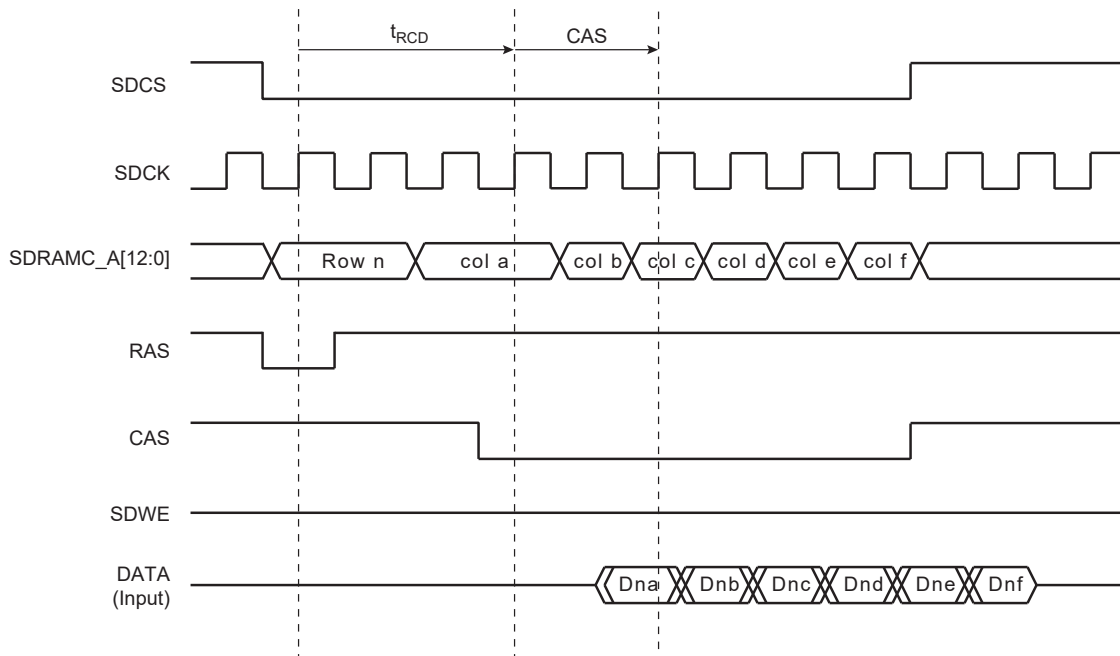 tRCD CAS
SDCS
SDCK
SDRAMC_A[12:0] Row n col a col b col c col d col e col f
RAS
CAS
SDWE
DATA
(Input) Dna Dnb Dnc Dnd Dne Dnf